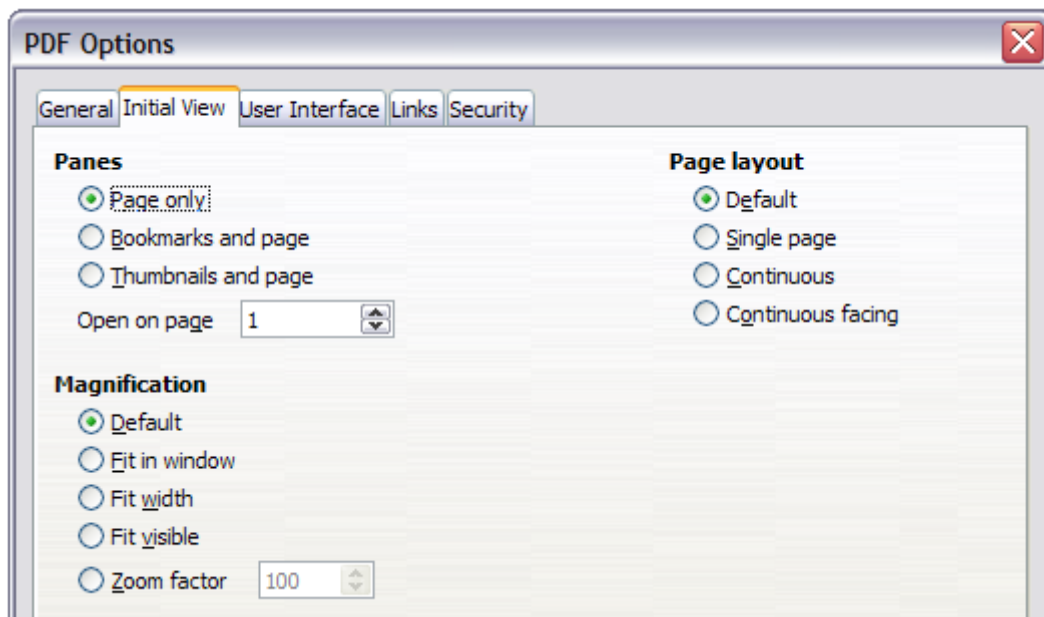 PDF Options
General Initial View User Interface Links Security
Panes
Page only
Bookmarks and page
Thumbnails and page
Open on page 1
Page layout
Default
Single page
Continuous
Continuous facing
Magnification
Default
Fit in window
Fit width
Fit visible
Zoom factor 100